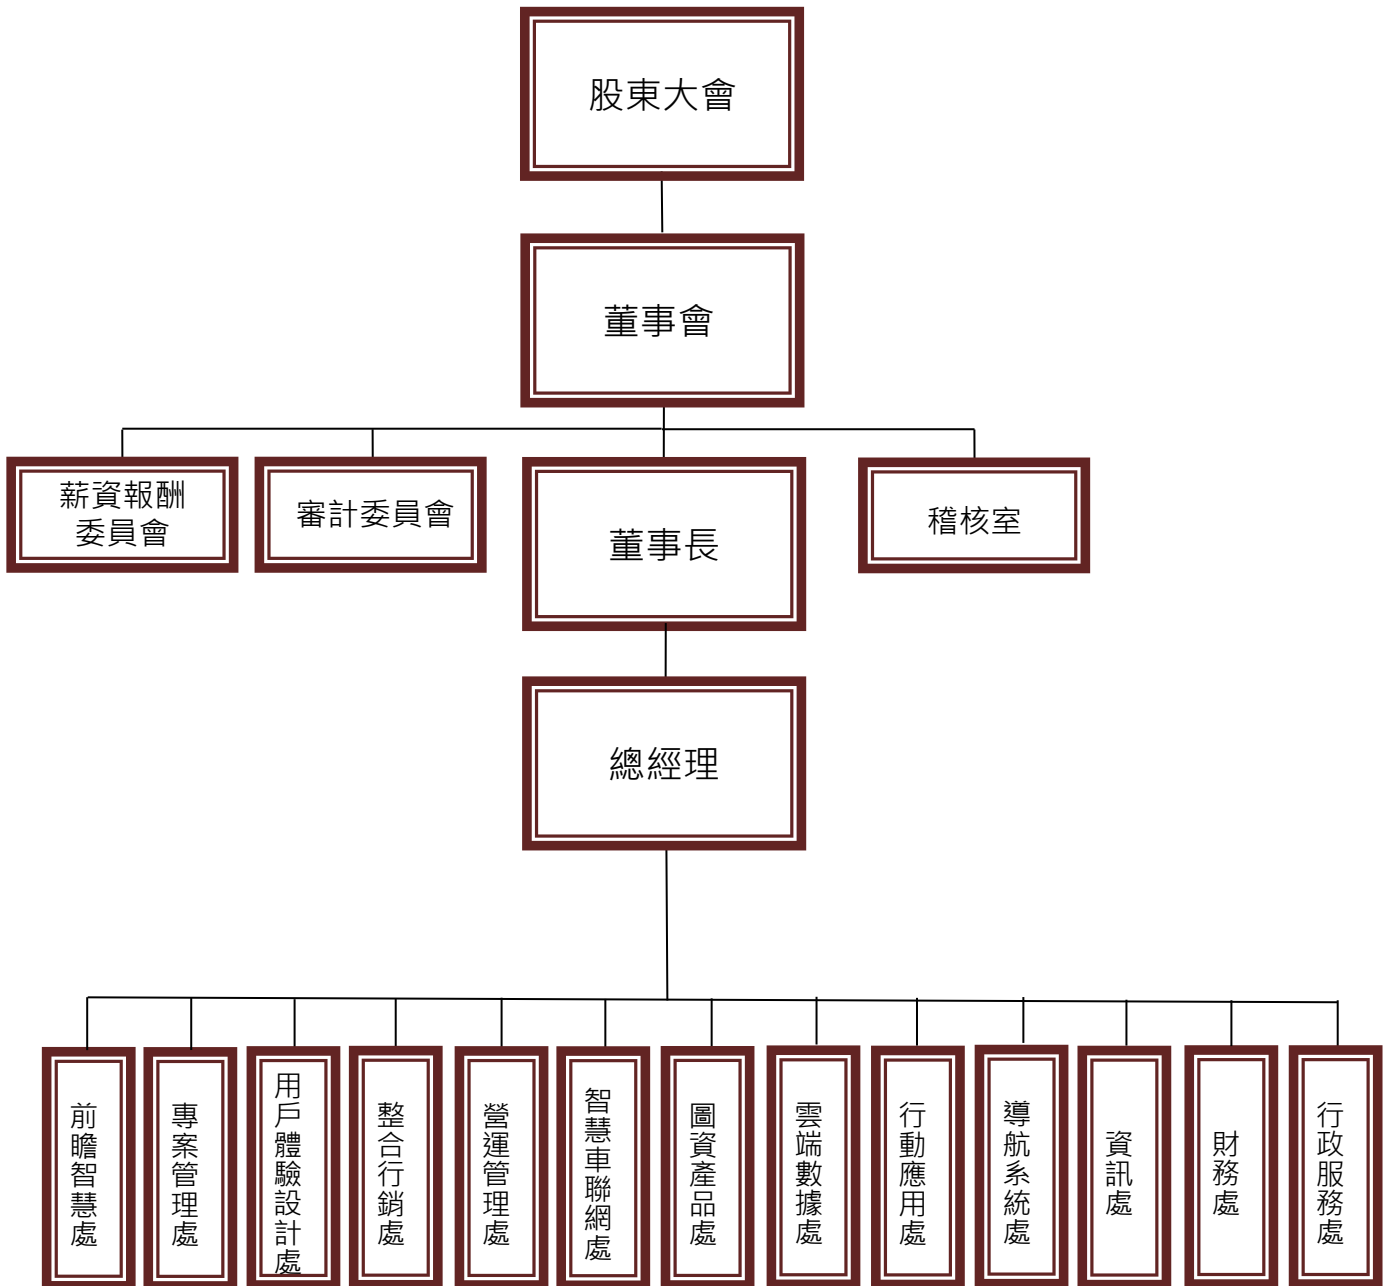 股東大會
董事會
薪資報酬
委員會
審計委員會
董事長
稽核室
總經理
前瞻智慧處
專案管理處
用戶體驗設計處
整合行銷處
營運管理處
智慧車聯網處
圖資產品處
雲端數據處
行動應用處
導航系統處
資訊處
財務處
行政服務處